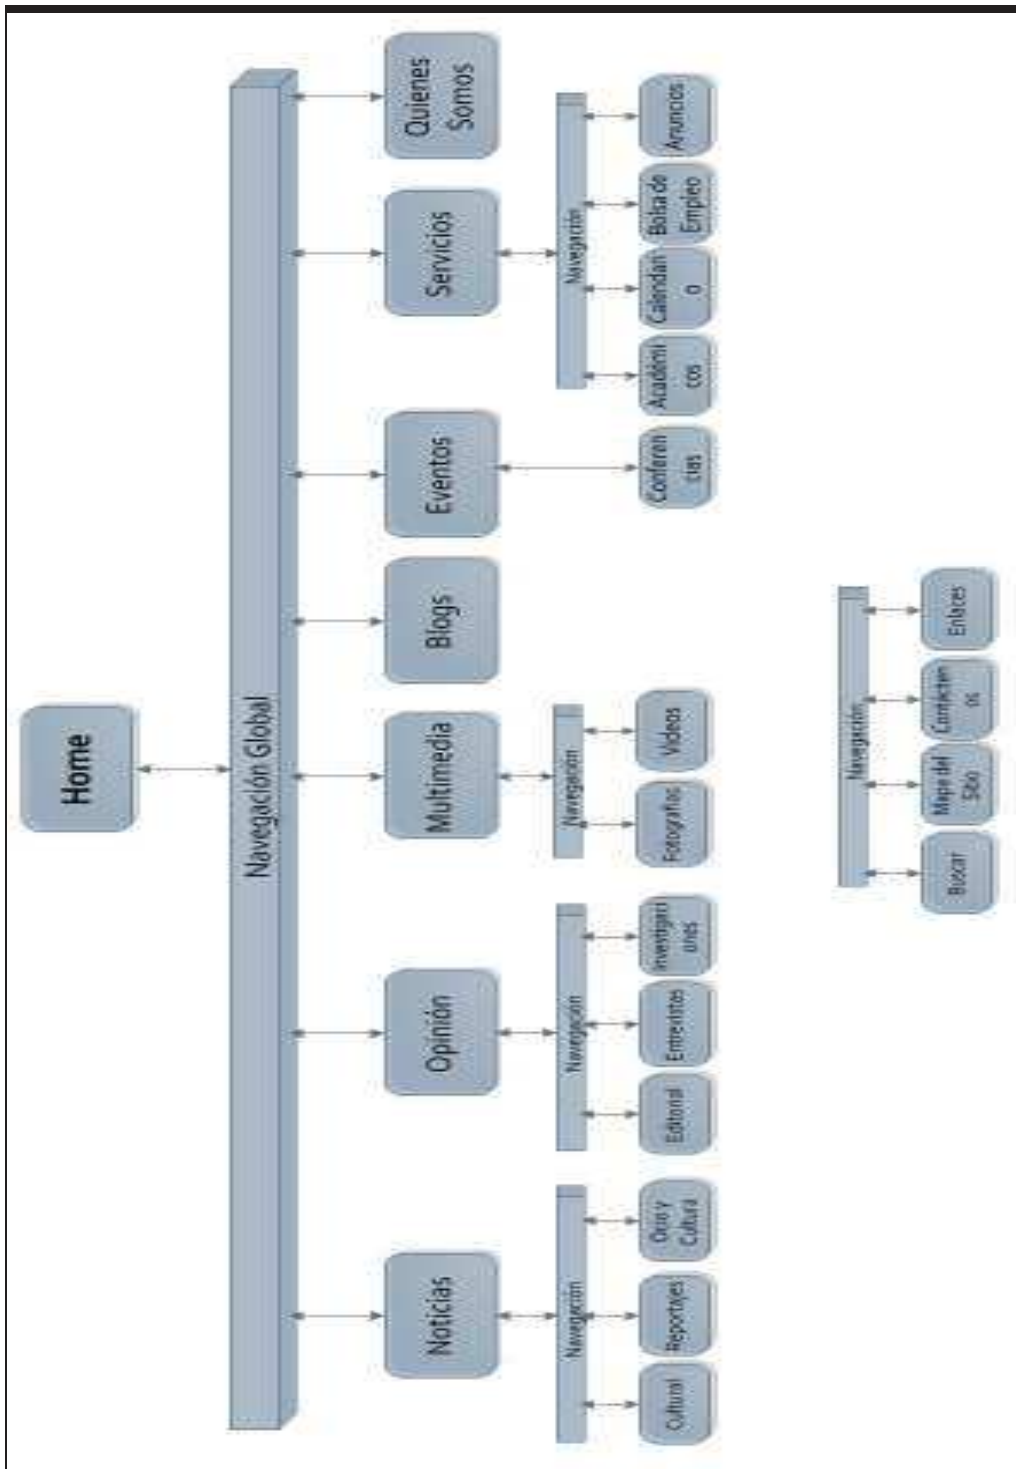 Home
Navegación Global
Noticias
Opinión
Multimedia
Blogs
Eventos
Servicios
Quienes
Somos
Navegación
Cultural
Reportajes
Ocio y
Cultura
Navegación
Editorial
Entrevistas
Investigaci
ones
Navegación
Fotografías
Videos
Conferen
cias
Navegación
Académi
cos
Calendari
o
Bolsa de
Empleo
Anuncios
Navegación
Buscar
Mapa del
Sitio
Contácten
os
Enlaces